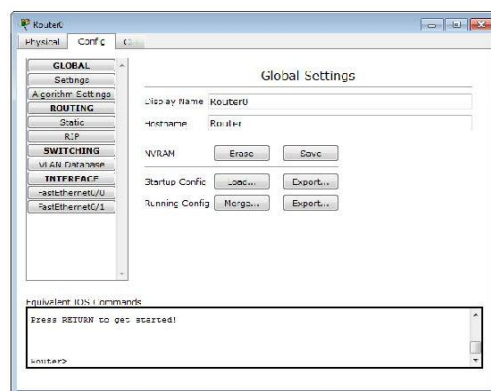 Router0
Physical Config
GLOBAL
Settings
Algorithm Settings
ROUTING
Static
RIP
SWITCHING
VLAN Database
INTERFACE
FastEthernet0/0
FastEthernet0/1
Global Settings
Display Name Router0
Hostname Router
NVRAM Erase Save
Startup Config Load... Export...
Running Config Merge... Export...
Equivalent IOS Commands
Press RETURN to get started!
Router>